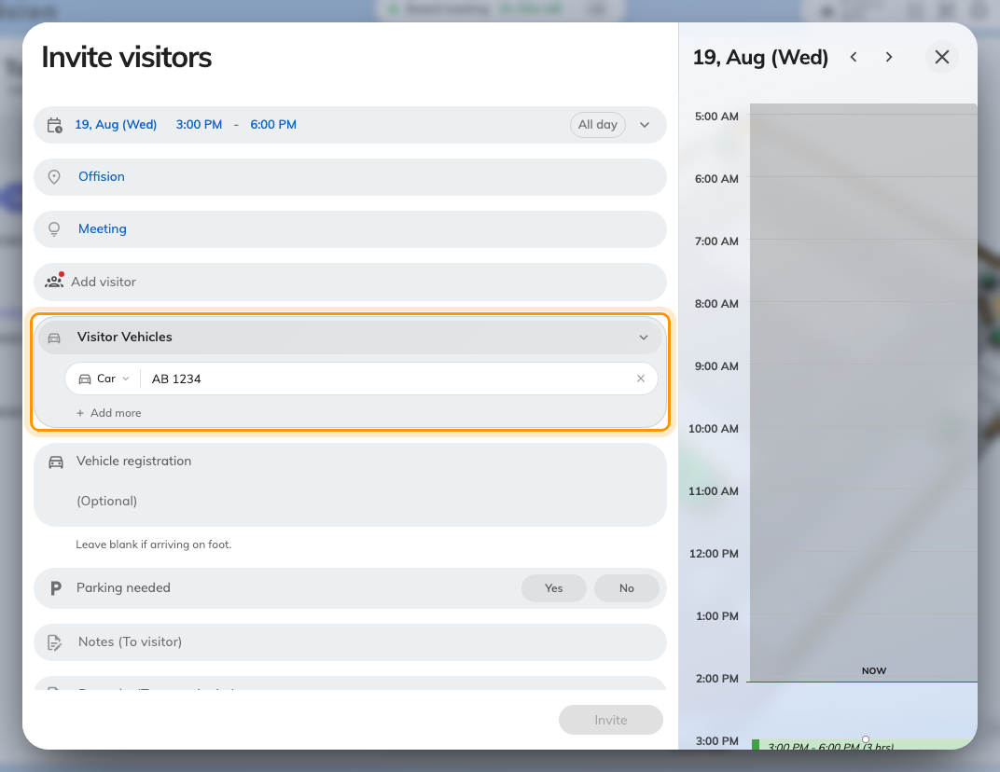 Invite visitors
19, Aug (Wed) 3:00 PM - 6:00 PM All day
Offision
Meeting
Add visitor
Visitor Vehicles
Car AB 1234
+ Add more
Vehicle registration
(Optional)
Leave blank if arriving on foot.
Parking needed Yes No
Notes (To visitor)
Invite
19, Aug (Wed)
5:00 AM
6:00 AM
7:00 AM
8:00 AM
9:00 AM
10:00 AM
11:00 AM
12:00 PM
1:00 PM
NOW
2:00 PM
3:00 PM
3:00 PM - 6:00 PM (3 hrs)